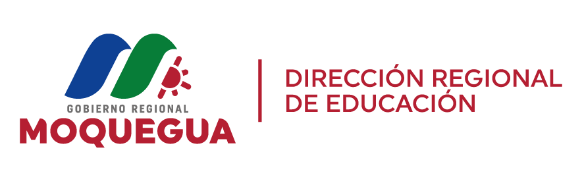 GOBIERNO REGIONAL
MOQUEGUA
DIRECCIÓN REGIONAL
DE EDUCACIÓN